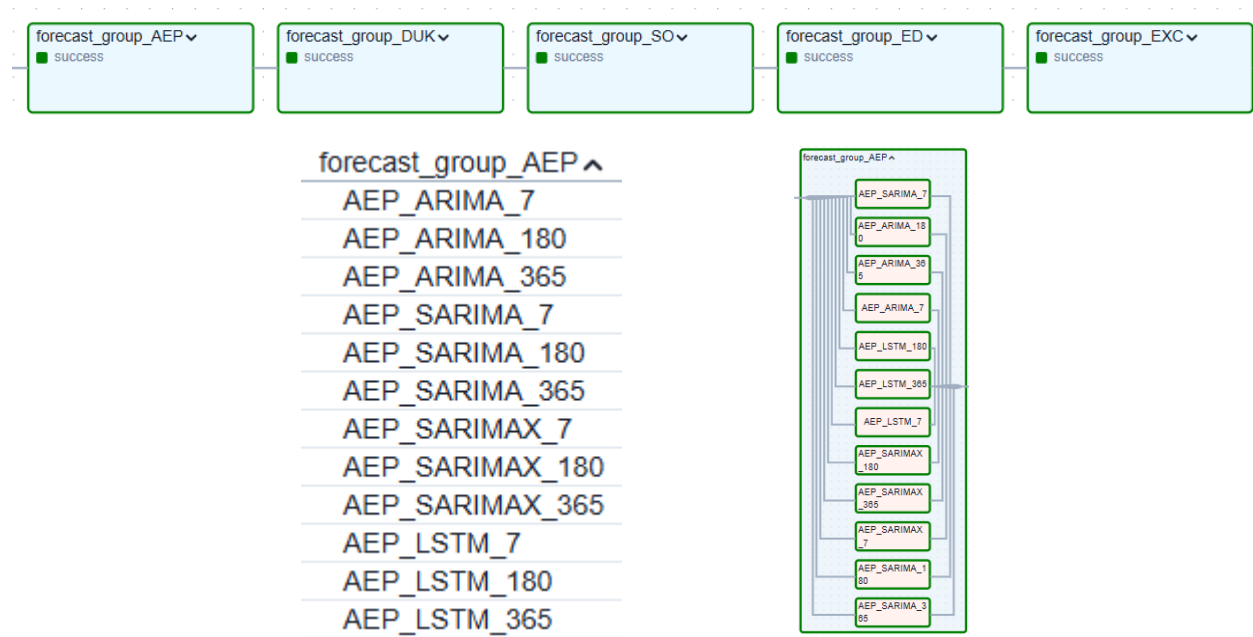 forecast_group_AEP
success
forecast_group_DUK
success
forecast_group_SO
success
forecast_group_ED
success
forecast_group_EXC
success
forecast_group_AEP
AEP_ARIMA_7
AEP_ARIMA_180
AEP_ARIMA_365
AEP_SARIMA_7
AEP_SARIMA_180
AEP_SARIMA_365
AEP_SARIMAX_7
AEP_SARIMAX_180
AEP_SARIMAX_365
AEP_LSTM_7
AEP_LSTM_180
AEP_LSTM_365
forecast_group_AEP
AEP_SARIMA_7
AEP_ARIMA_18
0
AEP_ARIMA_36
5
AEP_ARIMA_7
AEP_LSTM_180
AEP_LSTM_365
AEP_LSTM_7
AEP_SARIMAX
_180
AEP_SARIMAX
_365
AEP_SARIMAX
_7
AEP_SARIMA_1
80
AEP_SARIMA_3
65